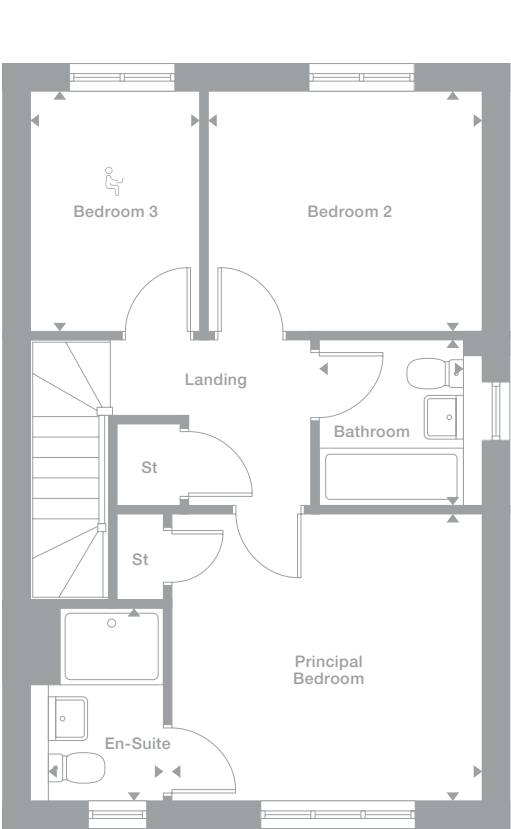 Bedroom 3
Bedroom 2
Landing
Bathroom
St
St
Principal
Bedroom
En-Suite